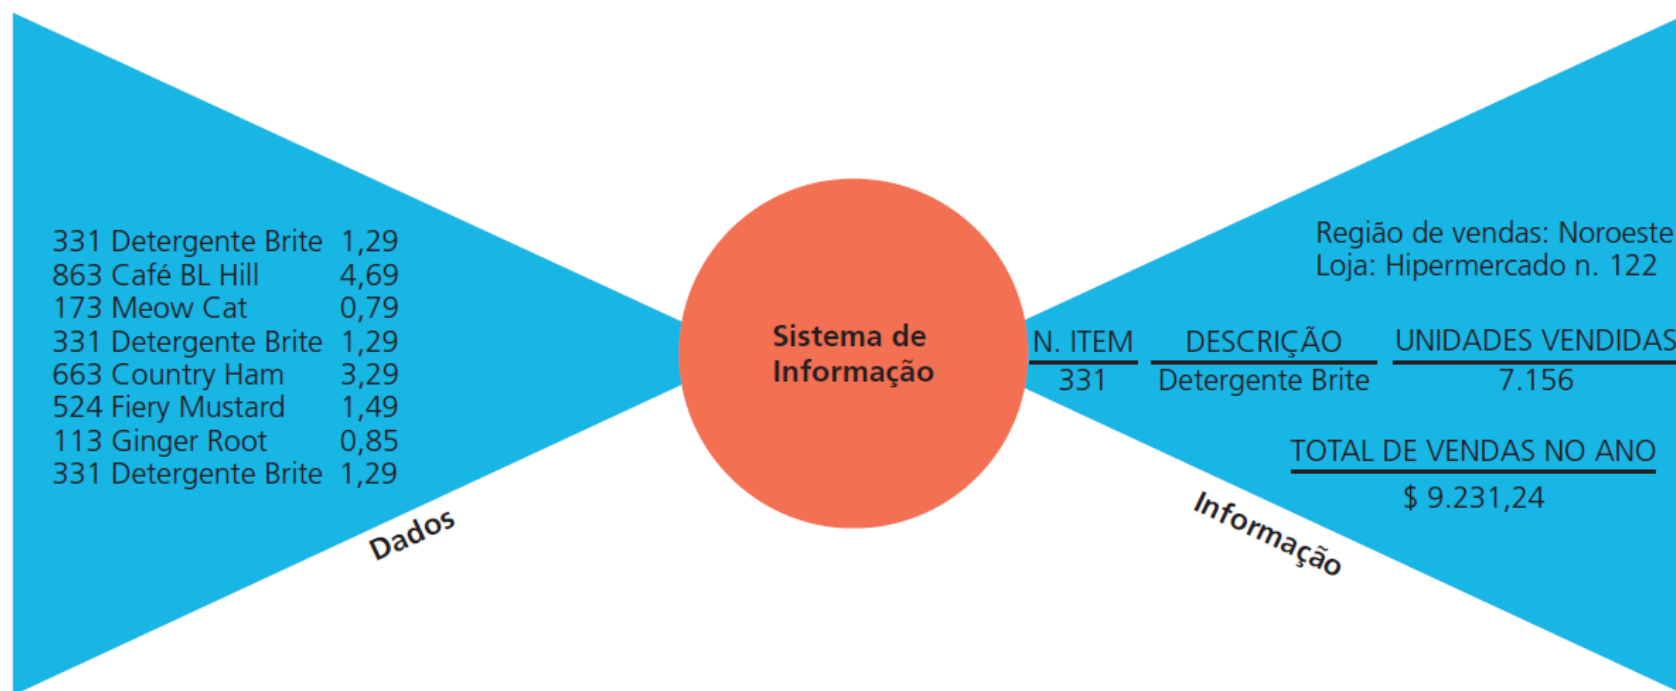 331 Detergente Brite 1,29
863 Café BL Hill 4,69
173 Meow Cat 0,79
331 Detergente Brite 1,29
663 Country Ham 3,29
524 Fiery Mustard 1,49
113 Ginger Root 0,85
331 Detergente Brite 1,29
Dados
Sistema de
Informação
Região de vendas: Noroeste
Loja: Hipermercado n. 122
N. ITEM DESCRIÇÃO UNIDADES VENDIDAS
331 Detergente Brite 7.156
TOTAL DE VENDAS NO ANO
$ 9.231,24
Informação